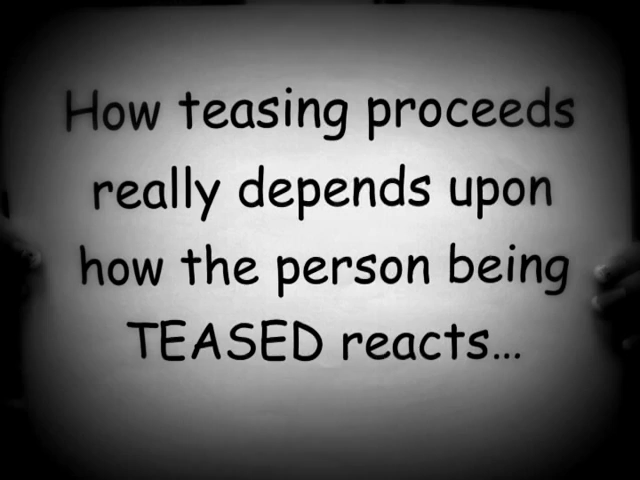 How teasing proceeds
really depends upon
how the person being
TEASED reacts...